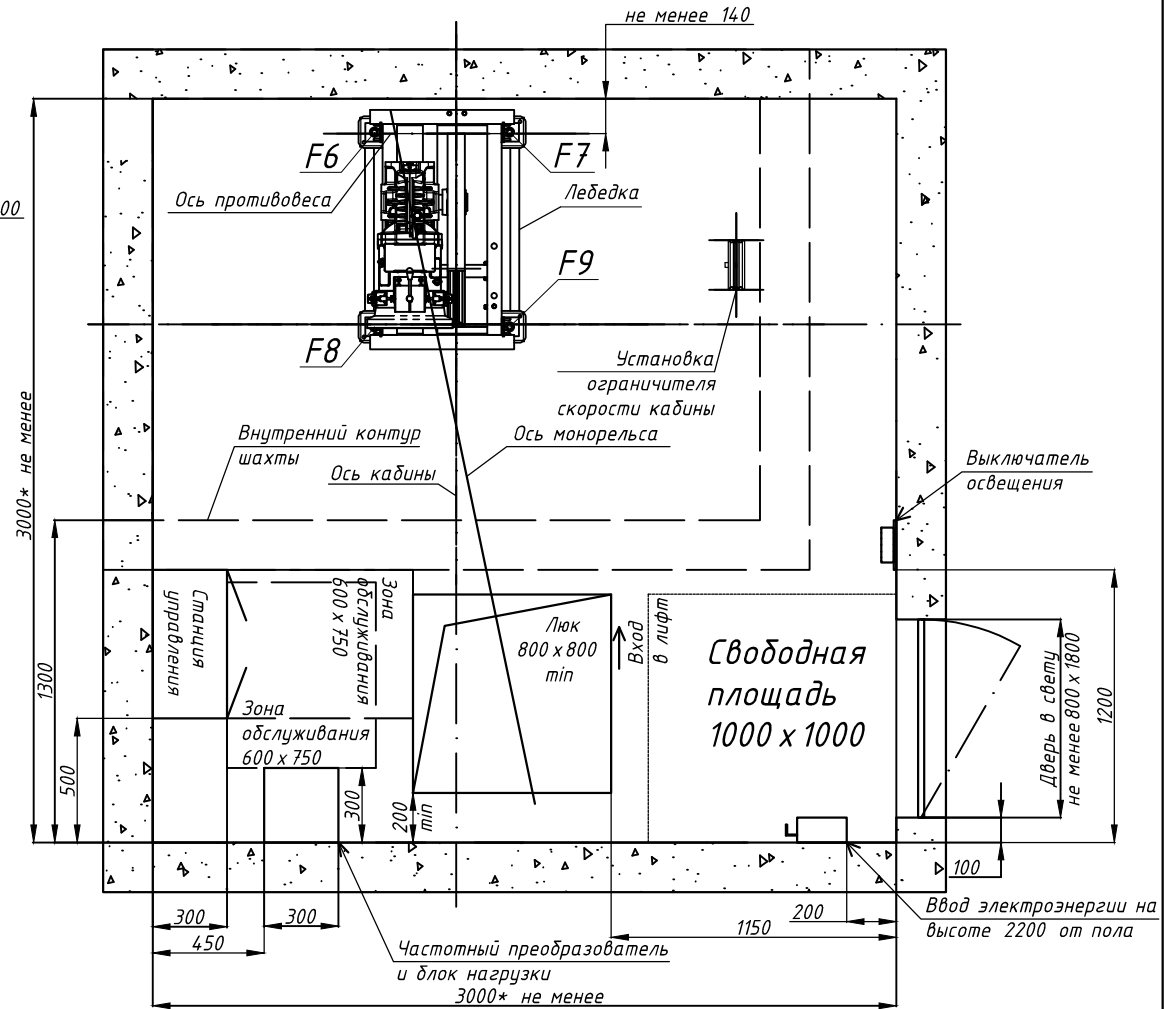 не менее 140
F6
F7
Ось противовеса
Лебедка
00
F9
F8
Установка
ограничителя
скорости кабины
3000* не менее
Внутренний контур
шахты
Ось монорельса
Ось кабины
Выключатель
освещения
Станция
управления
Зона
обслуживания
600 x 750
Люк
800 x 800
min
Вход
в лифт
Свободная
площадь
1000 x 1000
Дверь в свету
не менее 800 x 1800
1200
1300
Зона
обслуживания
600 x 750
500
300
200
min
100
300
300
200
450
1150
Ввод электроэнергии на
высоте 2200 от пола
Частотный преобразователь
и блок нагрузки
3000* не менее